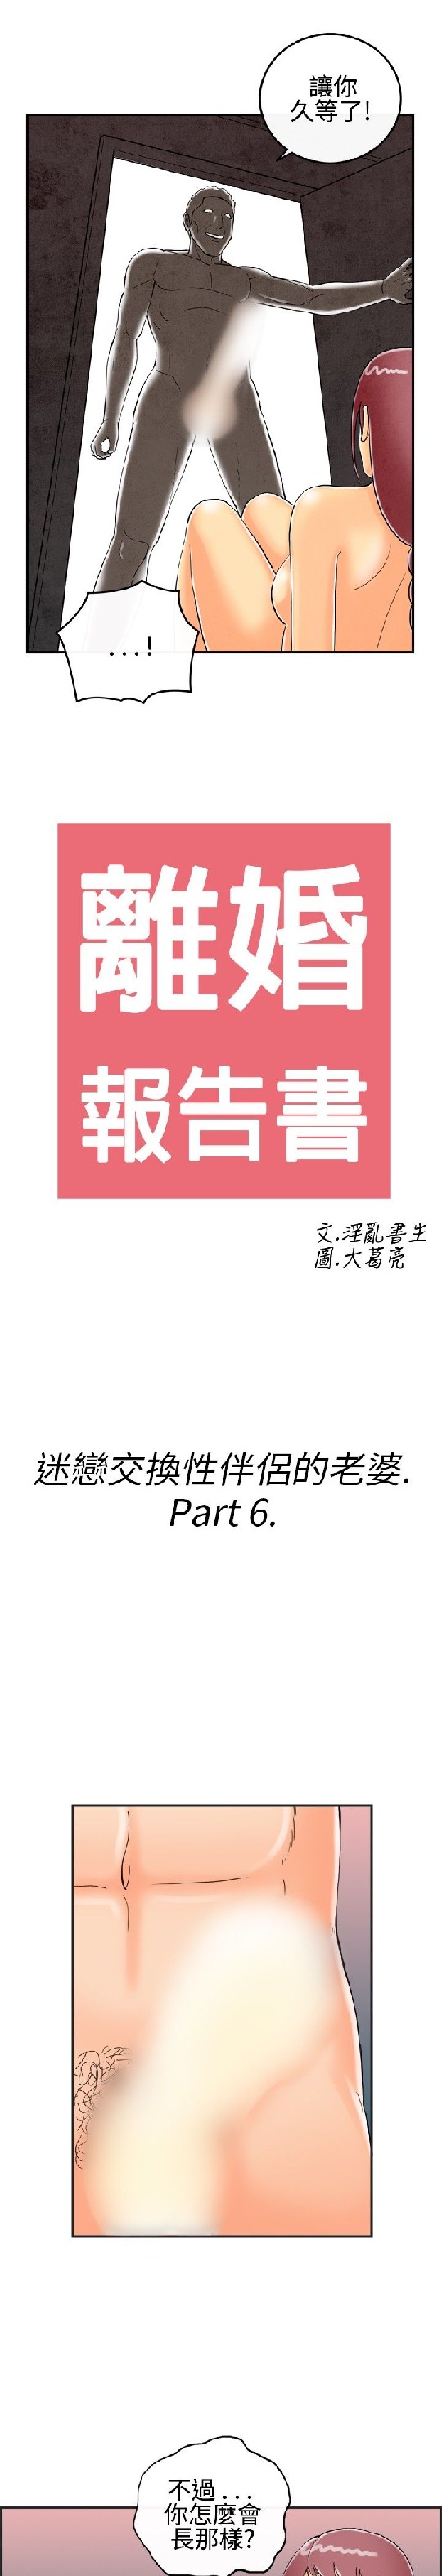 讓你
久等了!
...!
離婚
報告書
文.淫亂書生
圖.大葛亮
迷戀交換性伴侶的老婆.
Part 6.
不過...
你怎麼會
長那樣?